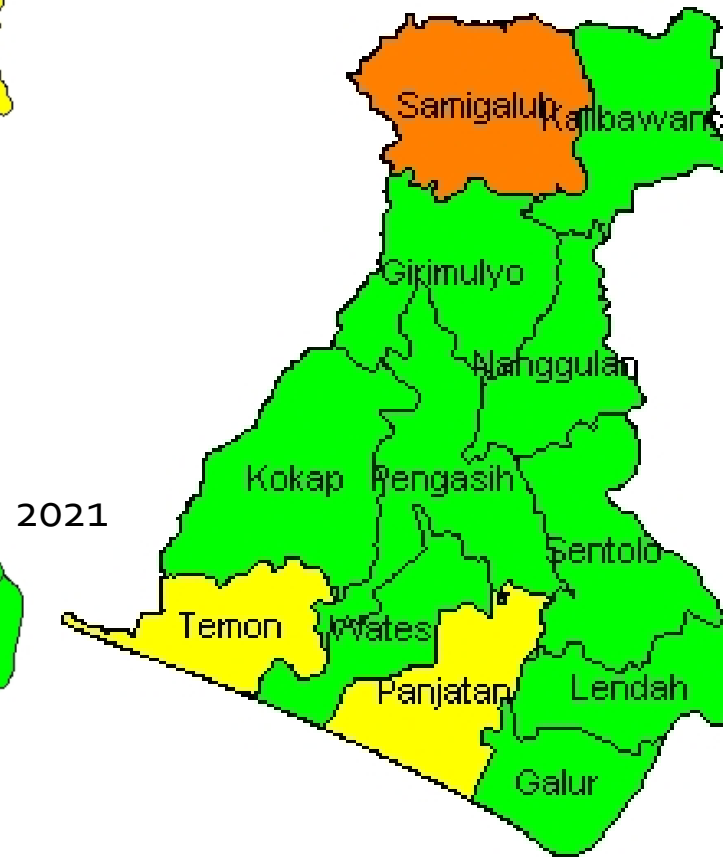 Samigaluh
Kalibawang
Girimulyo
Nanggulan
Kokap
Pengasih
2021
Sentolo
Temon
Wates
Panjatan
Lendah
Galur